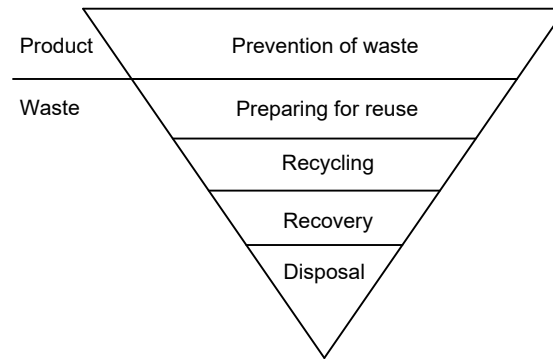 Product Prevention of waste
Waste Preparing for reuse
Recycling
Recovery
Disposal